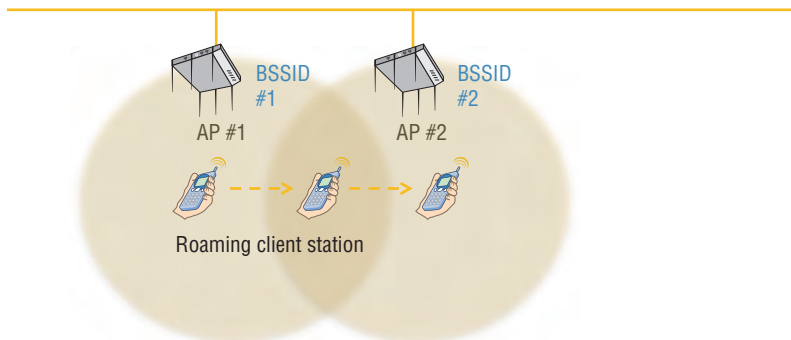 BSSID
#1
AP #1
BSSID
#2
AP #2
Roaming client station